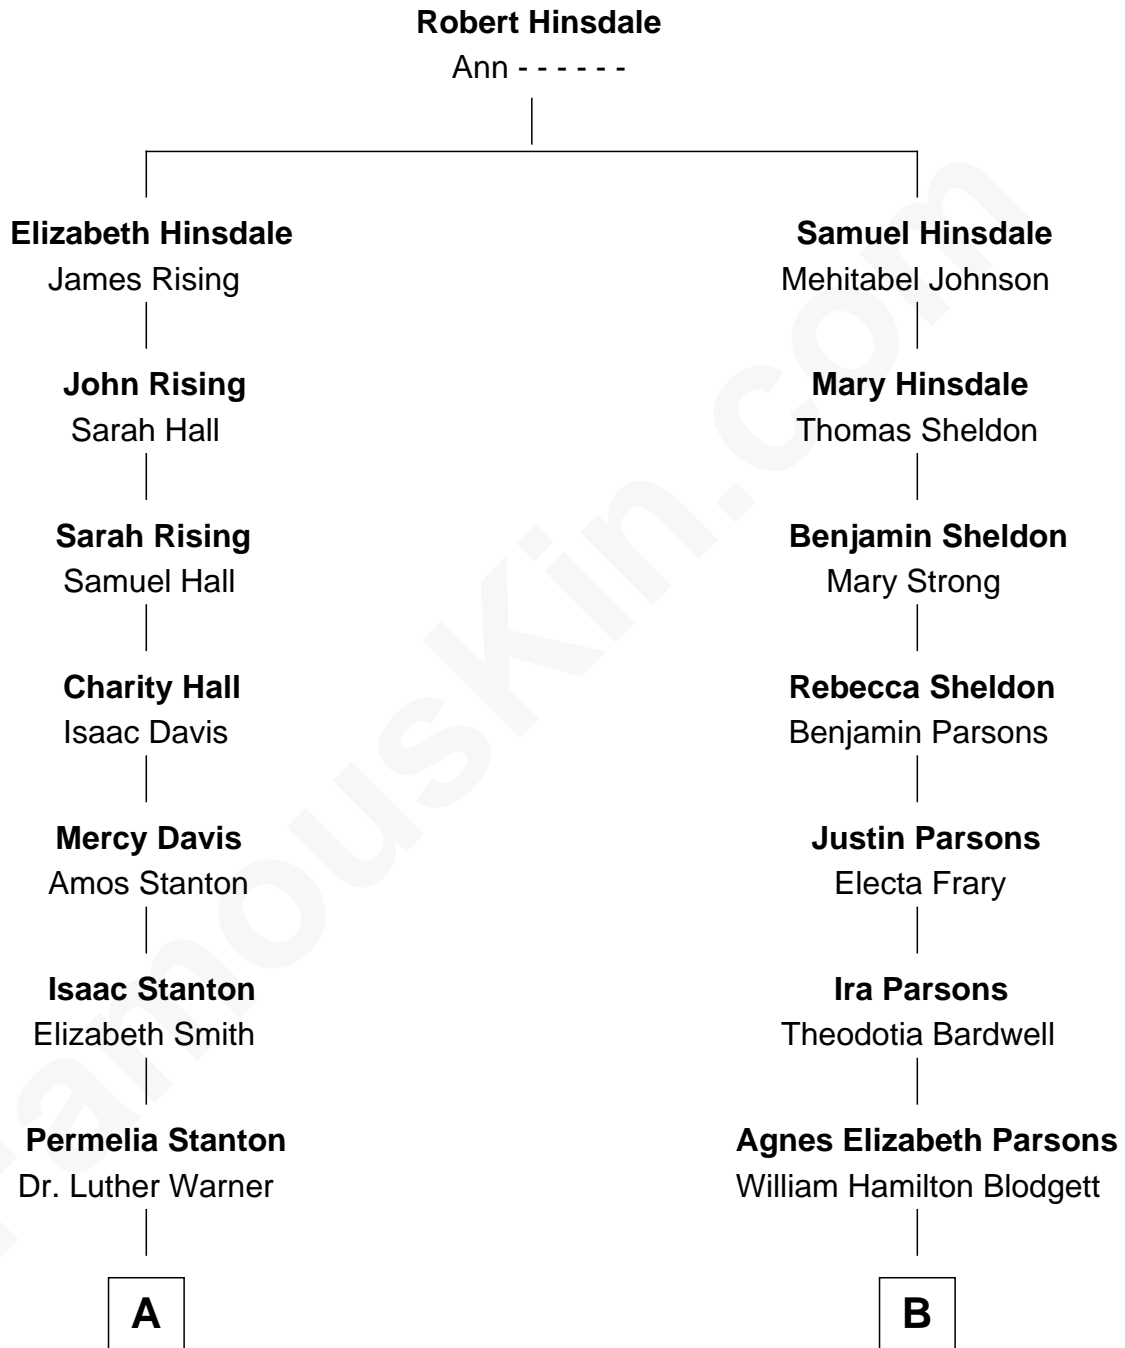 Robert Hinsdale
Ann - - - - - -
Elizabeth Hinsdale
James Rising
Samuel Hinsdale
Mehitabel Johnson
John Rising
Sarah Hall
Mary Hinsdale
Thomas Sheldon
Sarah Rising
Samuel Hall
Benjamin Sheldon
Mary Strong
Charity Hall
Isaac Davis
Rebecca Sheldon
Benjamin Parsons
Mercy Davis
Amos Stanton
Justin Parsons
Electa Frary
Isaac Stanton
Elizabeth Smith
Ira Parsons
Theodotia Bardwell
Permelia Stanton
Dr. Luther Warner
Agnes Elizabeth Parsons
William Hamilton Blodgett
A
B
FamousKin.com